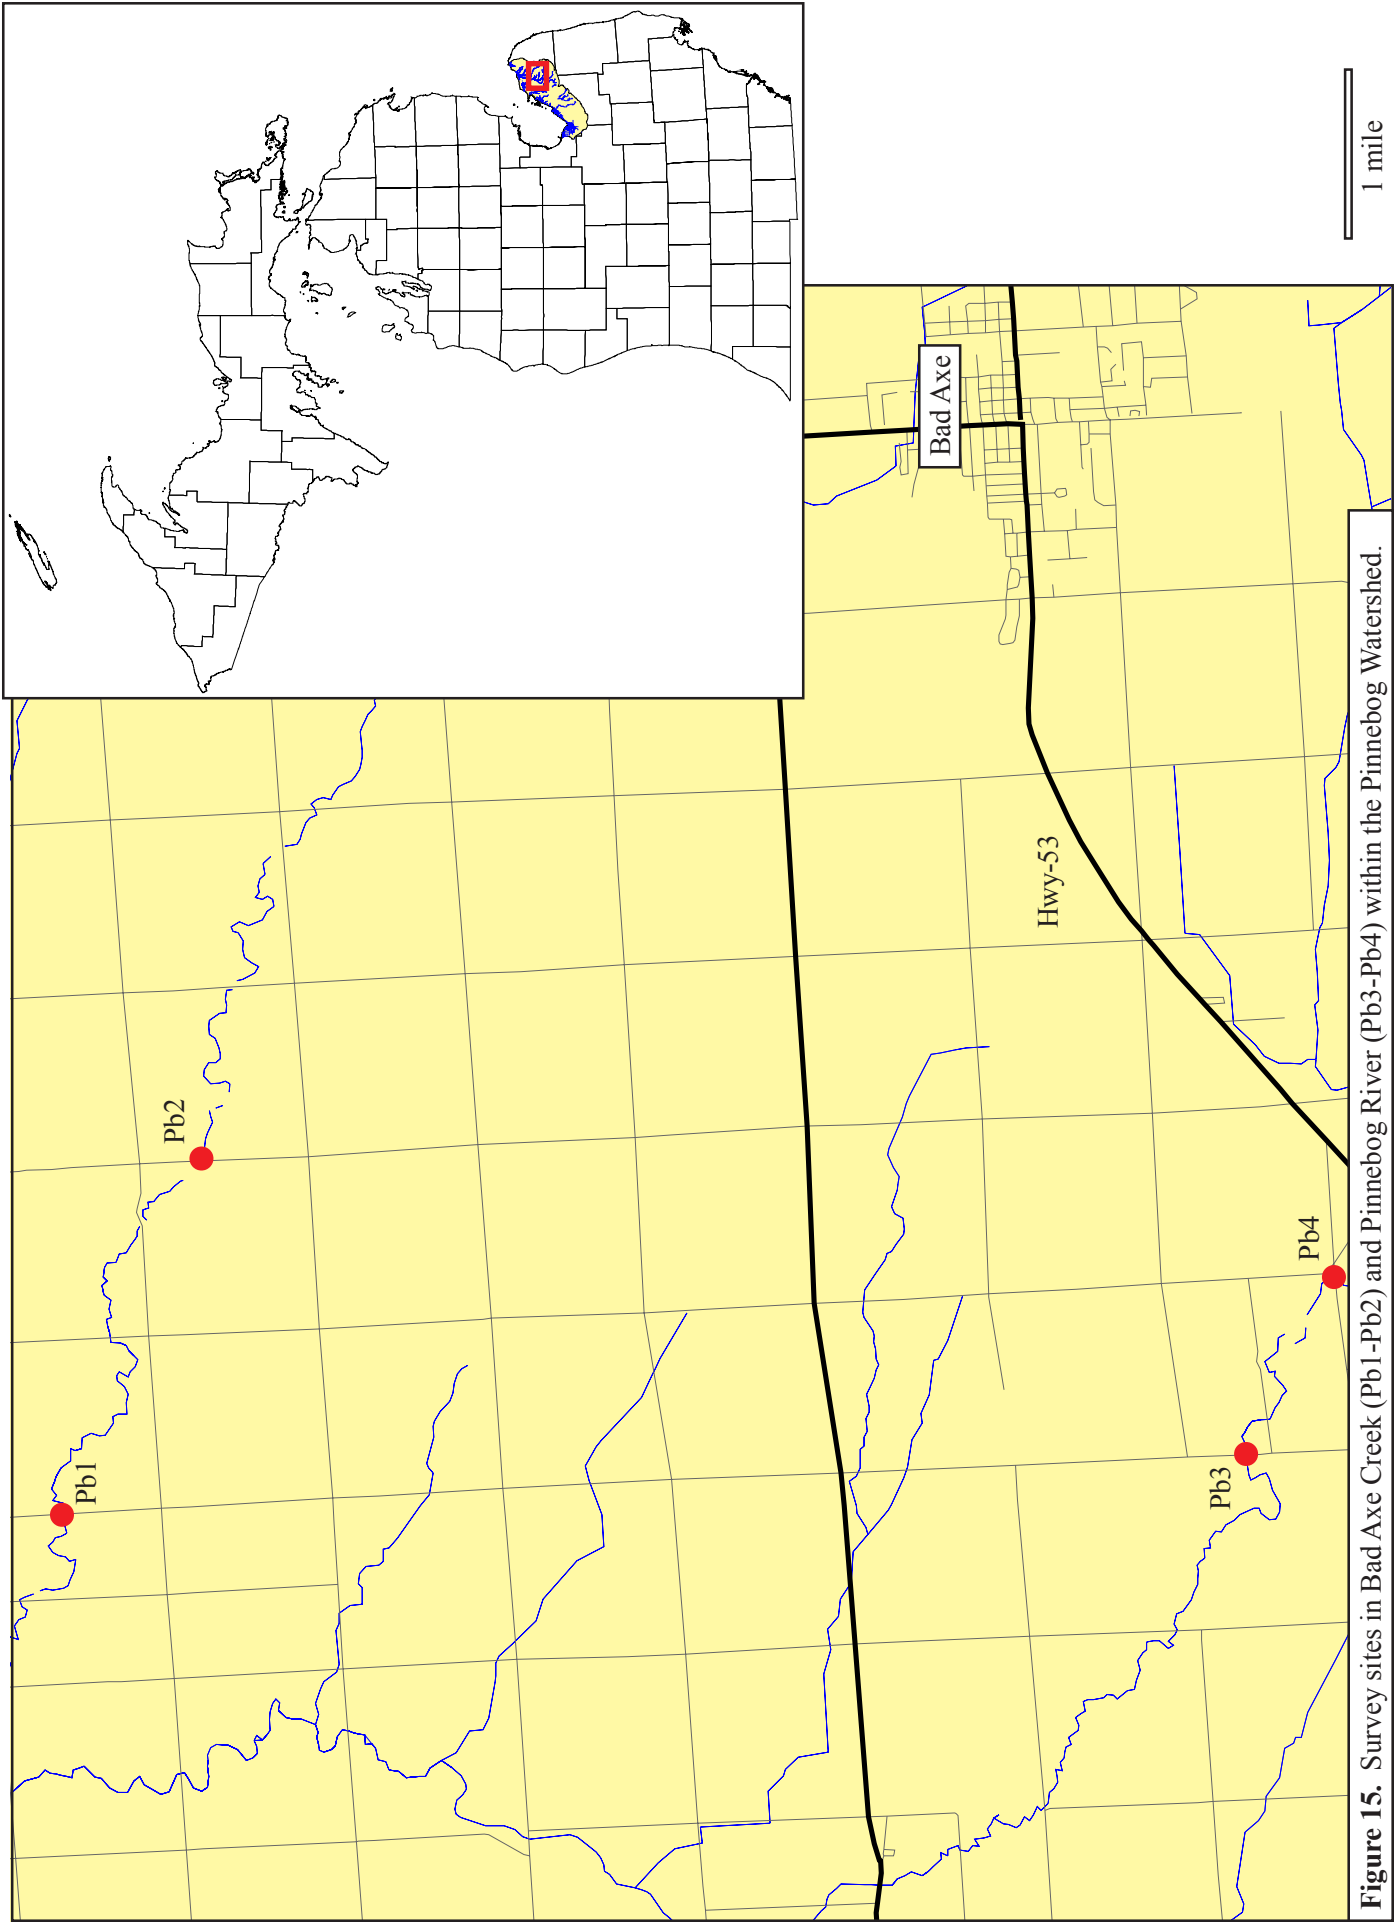 Pb1
Pb2
Bad Axe
Hwy-53
Pb3
Pb4
1 mile
Figure 15. Survey sites in Bad Axe Creek (Pb1-Pb2) and Pinnebog River (Pb3-Pb4) within the Pinnebog Watershed.